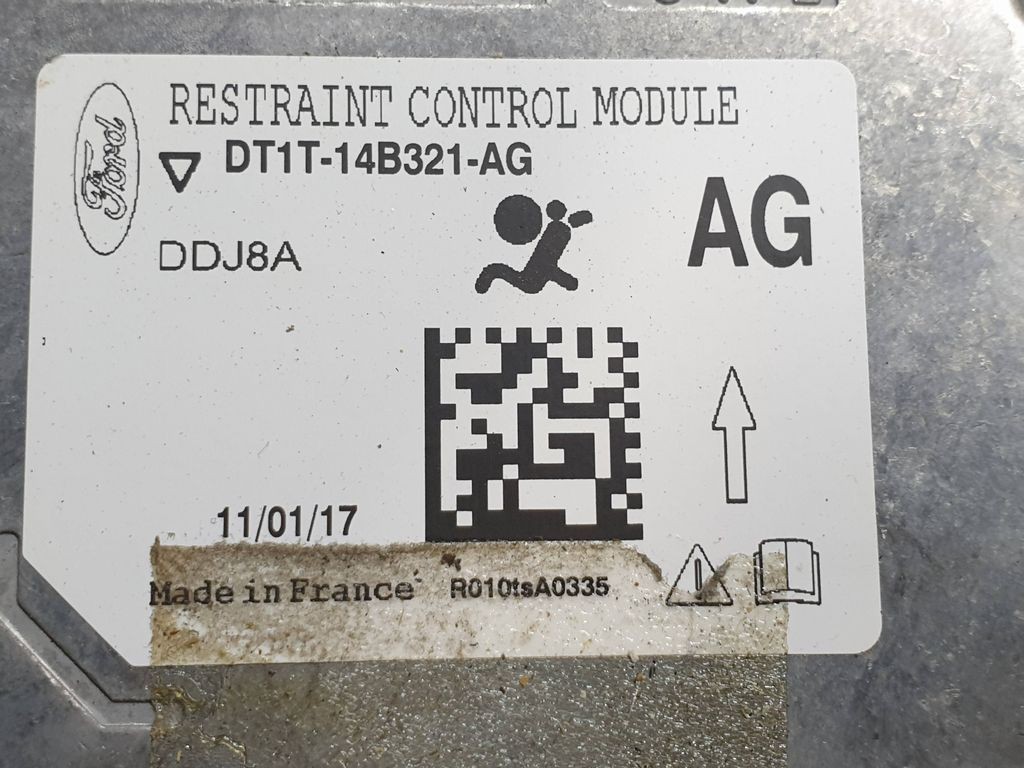 Ford
RESTRAINT CONTROL MODULE
DT1T-14B321-AG
AG
DDJ8A
11/01/17
Made in France R010tsA0335